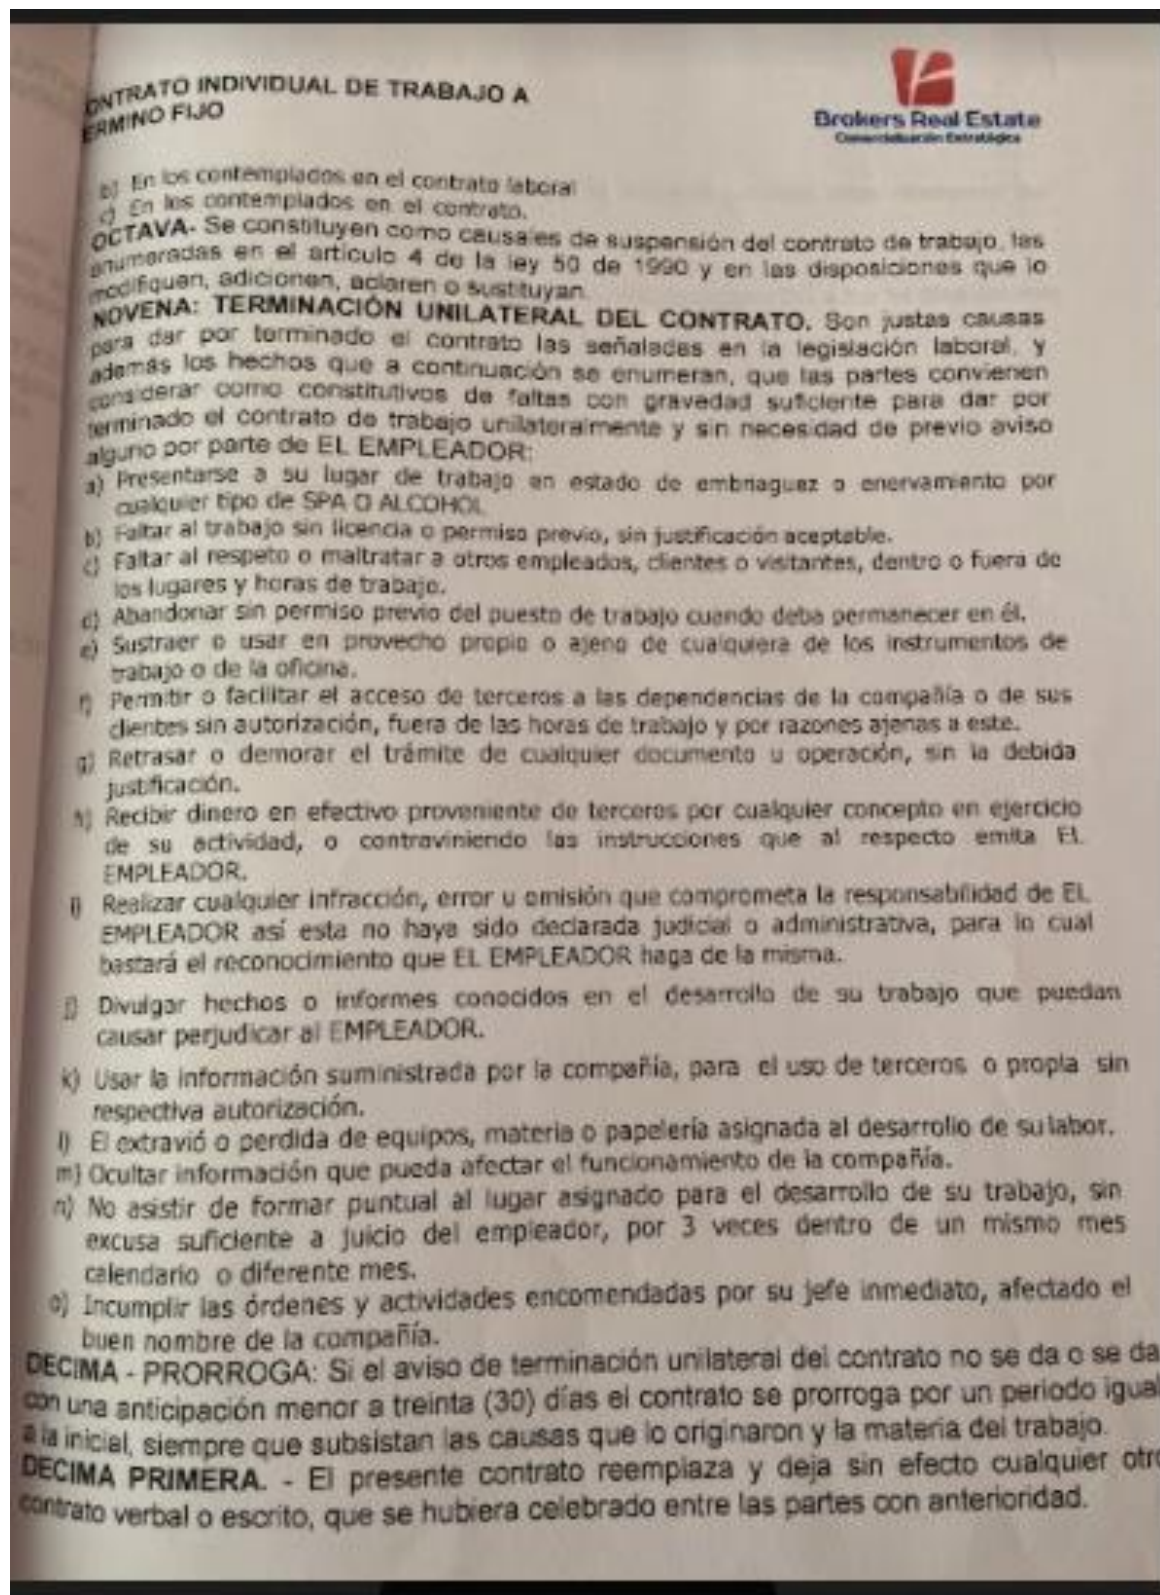 ONTRATO INDIVIDUAL DE TRABAJO A
ERMINO FIJO
Brokers Real Estate
Comercialización Estratégica
b) En los contemplados en el contrato laboral
c) En los contemplados en el contrato.
OCTAVA- Se constituyen como causales de suspensión del contrato de trabajo, las
enumeradas en el artículo 4 de la ley 50 de 1990 y en las disposiciones que lo
modifiquen, adicionen, aclaren o sustituyan.
NOVENA: TERMINACIÓN UNILATERAL DEL CONTRATO. Son justas causas
para dar por terminado el contrato las señaladas en la legislación laboral, y
además los hechos que a continuación se enumeran, que las partes convienen
considerar como constitutivos de faltas con gravedad suficiente para dar por
terminado el contrato de trabajo unilateralmente y sin necesidad de previo aviso
alguno por parte de EL EMPLEADOR:
a) Presentarse a su lugar de trabajo en estado de embriaguez o enervamiento por
cualquier tipo de SPA O ALCOHOL
b) Faltar al trabajo sin licencia o permiso previo, sin justificación aceptable.
c) Faltar al respeto o maltratar a otros empleados, clientes o visitantes, dentro o fuera de
los lugares y horas de trabajo.
d) Abandonar sin permiso previo del puesto de trabajo cuando deba permanecer en él.
e) Sustraer o usar en provecho propio o ajeno de cualquiera de los instrumentos de
trabajo o de la oficina.
f) Permitir o facilitar el acceso de terceros a las dependencias de la compañía o de sus
clientes sin autorización, fuera de las horas de trabajo y por razones ajenas a este.
g) Retrasar o demorar el trámite de cualquier documento u operación, sin la debida
justificación.
h) Recibir dinero en efectivo proveniente de terceros por cualquier concepto en ejercicio
de su actividad, o contraviniendo las instrucciones que al respecto emita EL
EMPLEADOR.
i) Realizar cualquier infracción, error u omisión que comprometa la responsabilidad de EL
EMPLEADOR así esta no haya sido declarada judicial o administrativa, para lo cual
bastará el reconocimiento que EL EMPLEADOR haga de la misma.
j) Divulgar hechos o informes conocidos en el desarrollo de su trabajo que puedan
causar perjudicar al EMPLEADOR.
k) Usar la información suministrada por la compañía, para el uso de terceros o propia sin
respectiva autorización.
l) El extravió o perdida de equipos, materia o papelería asignada al desarrollo de su labor.
m) Ocultar información que pueda afectar el funcionamiento de la compañía.
n) No asistir de formar puntual al lugar asignado para el desarrollo de su trabajo, sin
excusa suficiente a juicio del empleador, por 3 veces dentro de un mismo mes
calendario o diferente mes.
o) Incumplir las órdenes y actividades encomendadas por su jefe inmediato, afectado el
buen nombre de la compañía.
DECIMA - PRORROGA: Si el aviso de terminación unilateral del contrato no se da o se da
con una anticipación menor a treinta (30) días el contrato se prorroga por un periodo igual
a la inicial, siempre que subsistan las causas que lo originaron y la materia del trabajo.
DECIMA PRIMERA. - El presente contrato reemplaza y deja sin efecto cualquier otro
contrato verbal o escrito, que se hubiera celebrado entre las partes con anterioridad.